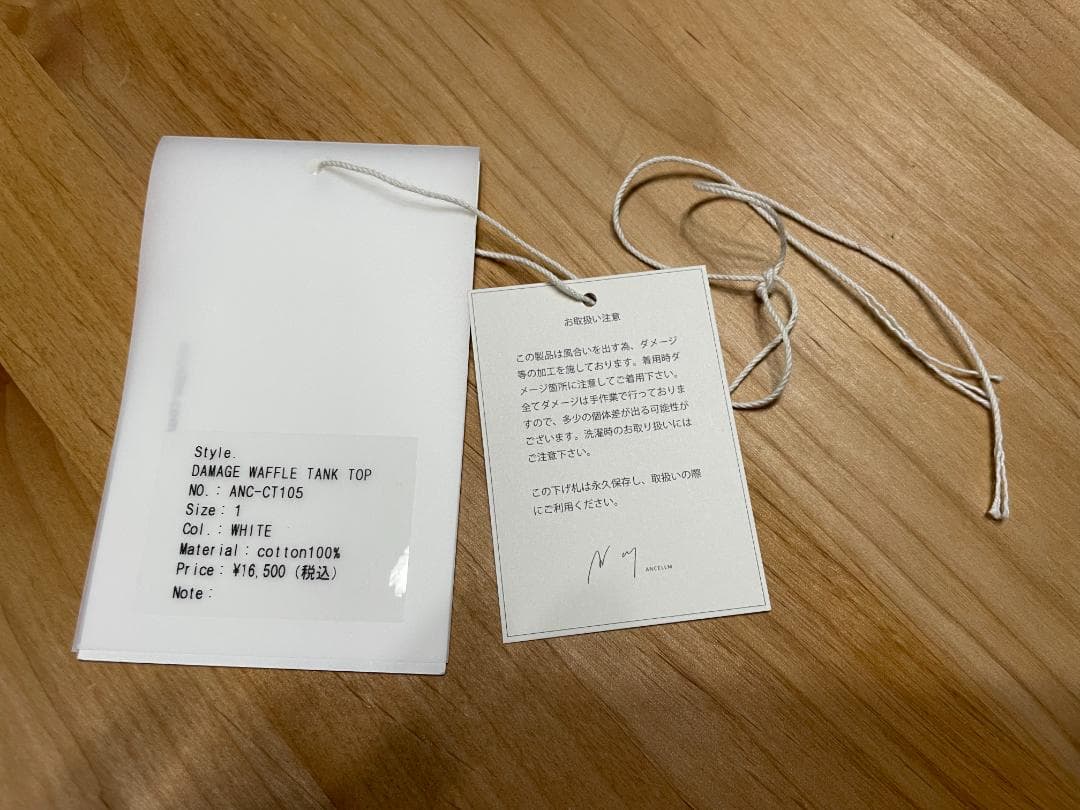 Style.
DAMAGE WAFFLE TANK TOP
NO.: ANC-CT105
Size: 1
Col.: WHITE
Material: cotton100%
Price: ¥16,500 (税込)
Note:
お取扱い注意
この製品は風合いを出す為、ダメージ
等の加工を施しております。着用時ダ
メージ箇所に注意してご着用下さい。
全てダメージは手作業で行っておりま
すので、多少の個体差が出る可能性が
ございます。洗濯時のお取り扱いには
ご注意下さい。
この下げ札は永久保存し、取扱いの際
にご利用ください。
ANCELLM